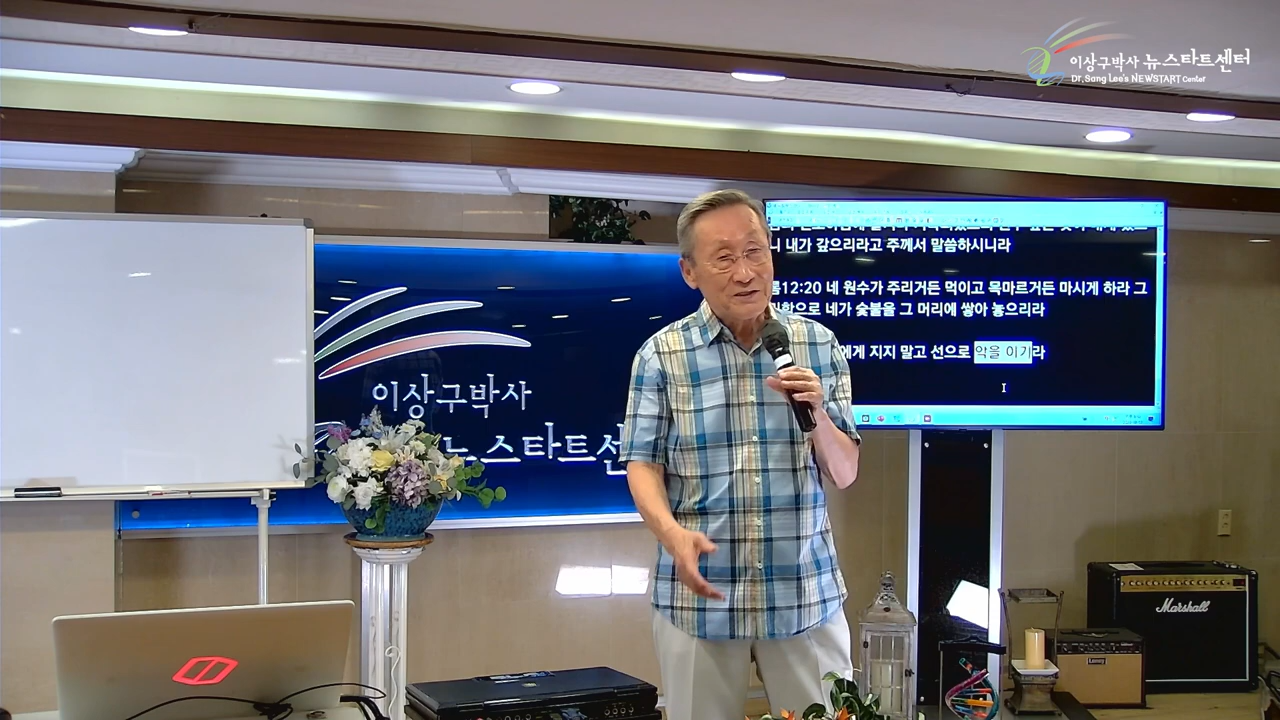 이상구박사 뉴스타트센터
Dr. Sang Lee's NEWSTART Center
니 내가 갚으리라고 주께서 말씀하시니라
롬12:20 네 원수가 주리거든 먹이고 목마르거든 마시게 하라 그
네가 숯불을 그 머리에 쌓아 놓으리라
에게 지지 말고 선으로 악을 이기라
이상구박사
뉴스타트센
Marshall
Laney